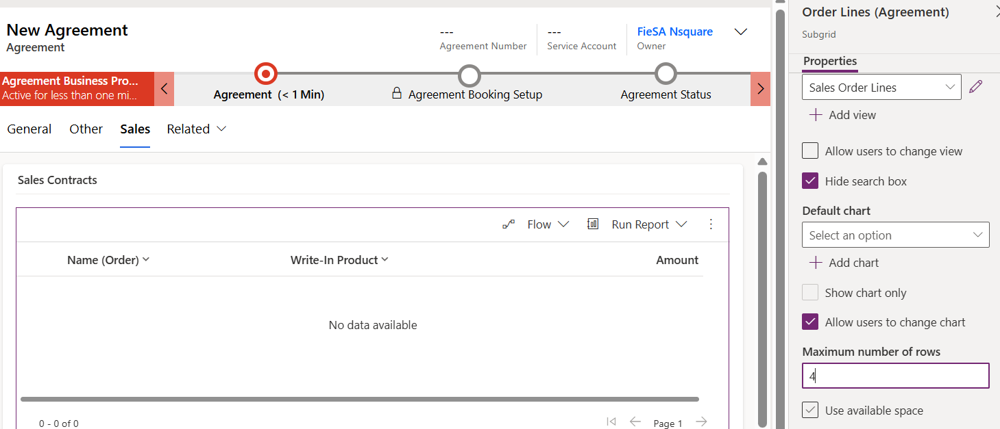 New Agreement
Agreement
---
Agreement Number
---
Service Account
FieSA Nsquare
Owner
Agreement Business Pro...
Active for less than one mi...
Agreement (< 1 Min)
Agreement Booking Setup
Agreement Status
General
Other
Sales
Related
Sales Contracts
Flow
Run Report
Name (Order)
Write-In Product
Amount
No data available
0 - 0 of 0
Page 1
Order Lines (Agreement)
Subgrid
Properties
Sales Order Lines
Add view
Allow users to change view
Hide search box
Default chart
Select an option
Add chart
Show chart only
Allow users to change chart
Maximum number of rows
4
Use available space